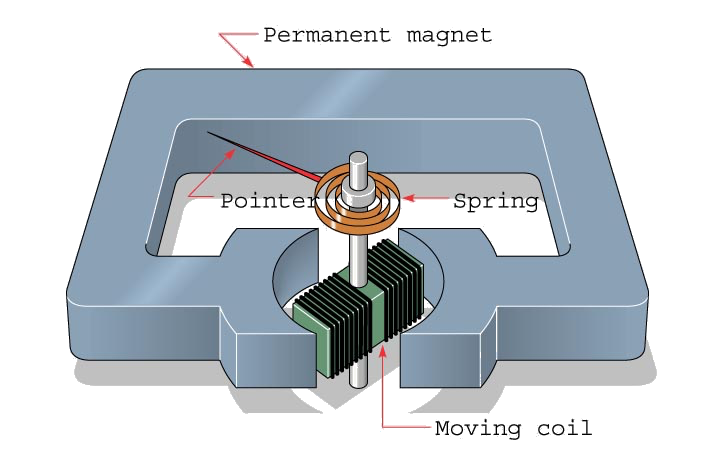 Permanent magnet
Pointer
Spring
Moving coil